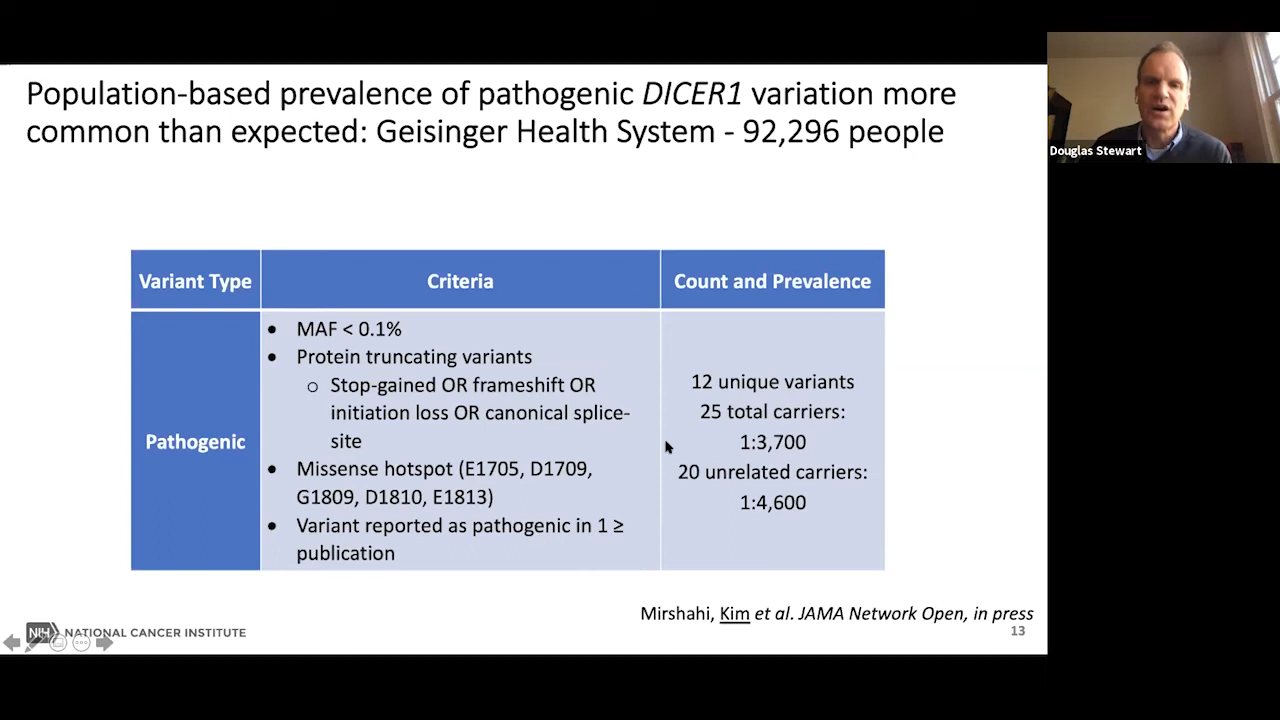 Population-based prevalence of pathogenic DICER1 variation more
common than expected: Geisinger Health System - 92,296 people
Douglas Stewart
Variant Type
Criteria
Count and Prevalence
Pathogenic
• MAF < 0.1%
• Protein truncating variants
o Stop-gained OR frameshift OR
initiation loss OR canonical splice-
site
• Missense hotspot (E1705, D1709,
G1809, D1810, E1813)
• Variant reported as pathogenic in 1 ≥
publication
12 unique variants
25 total carriers:
1:3,700
20 unrelated carriers:
1:4,600
Mirshahi, Kim et al. JAMA Network Open, in press
NIH NATIONAL CANCER INSTITUTE
13